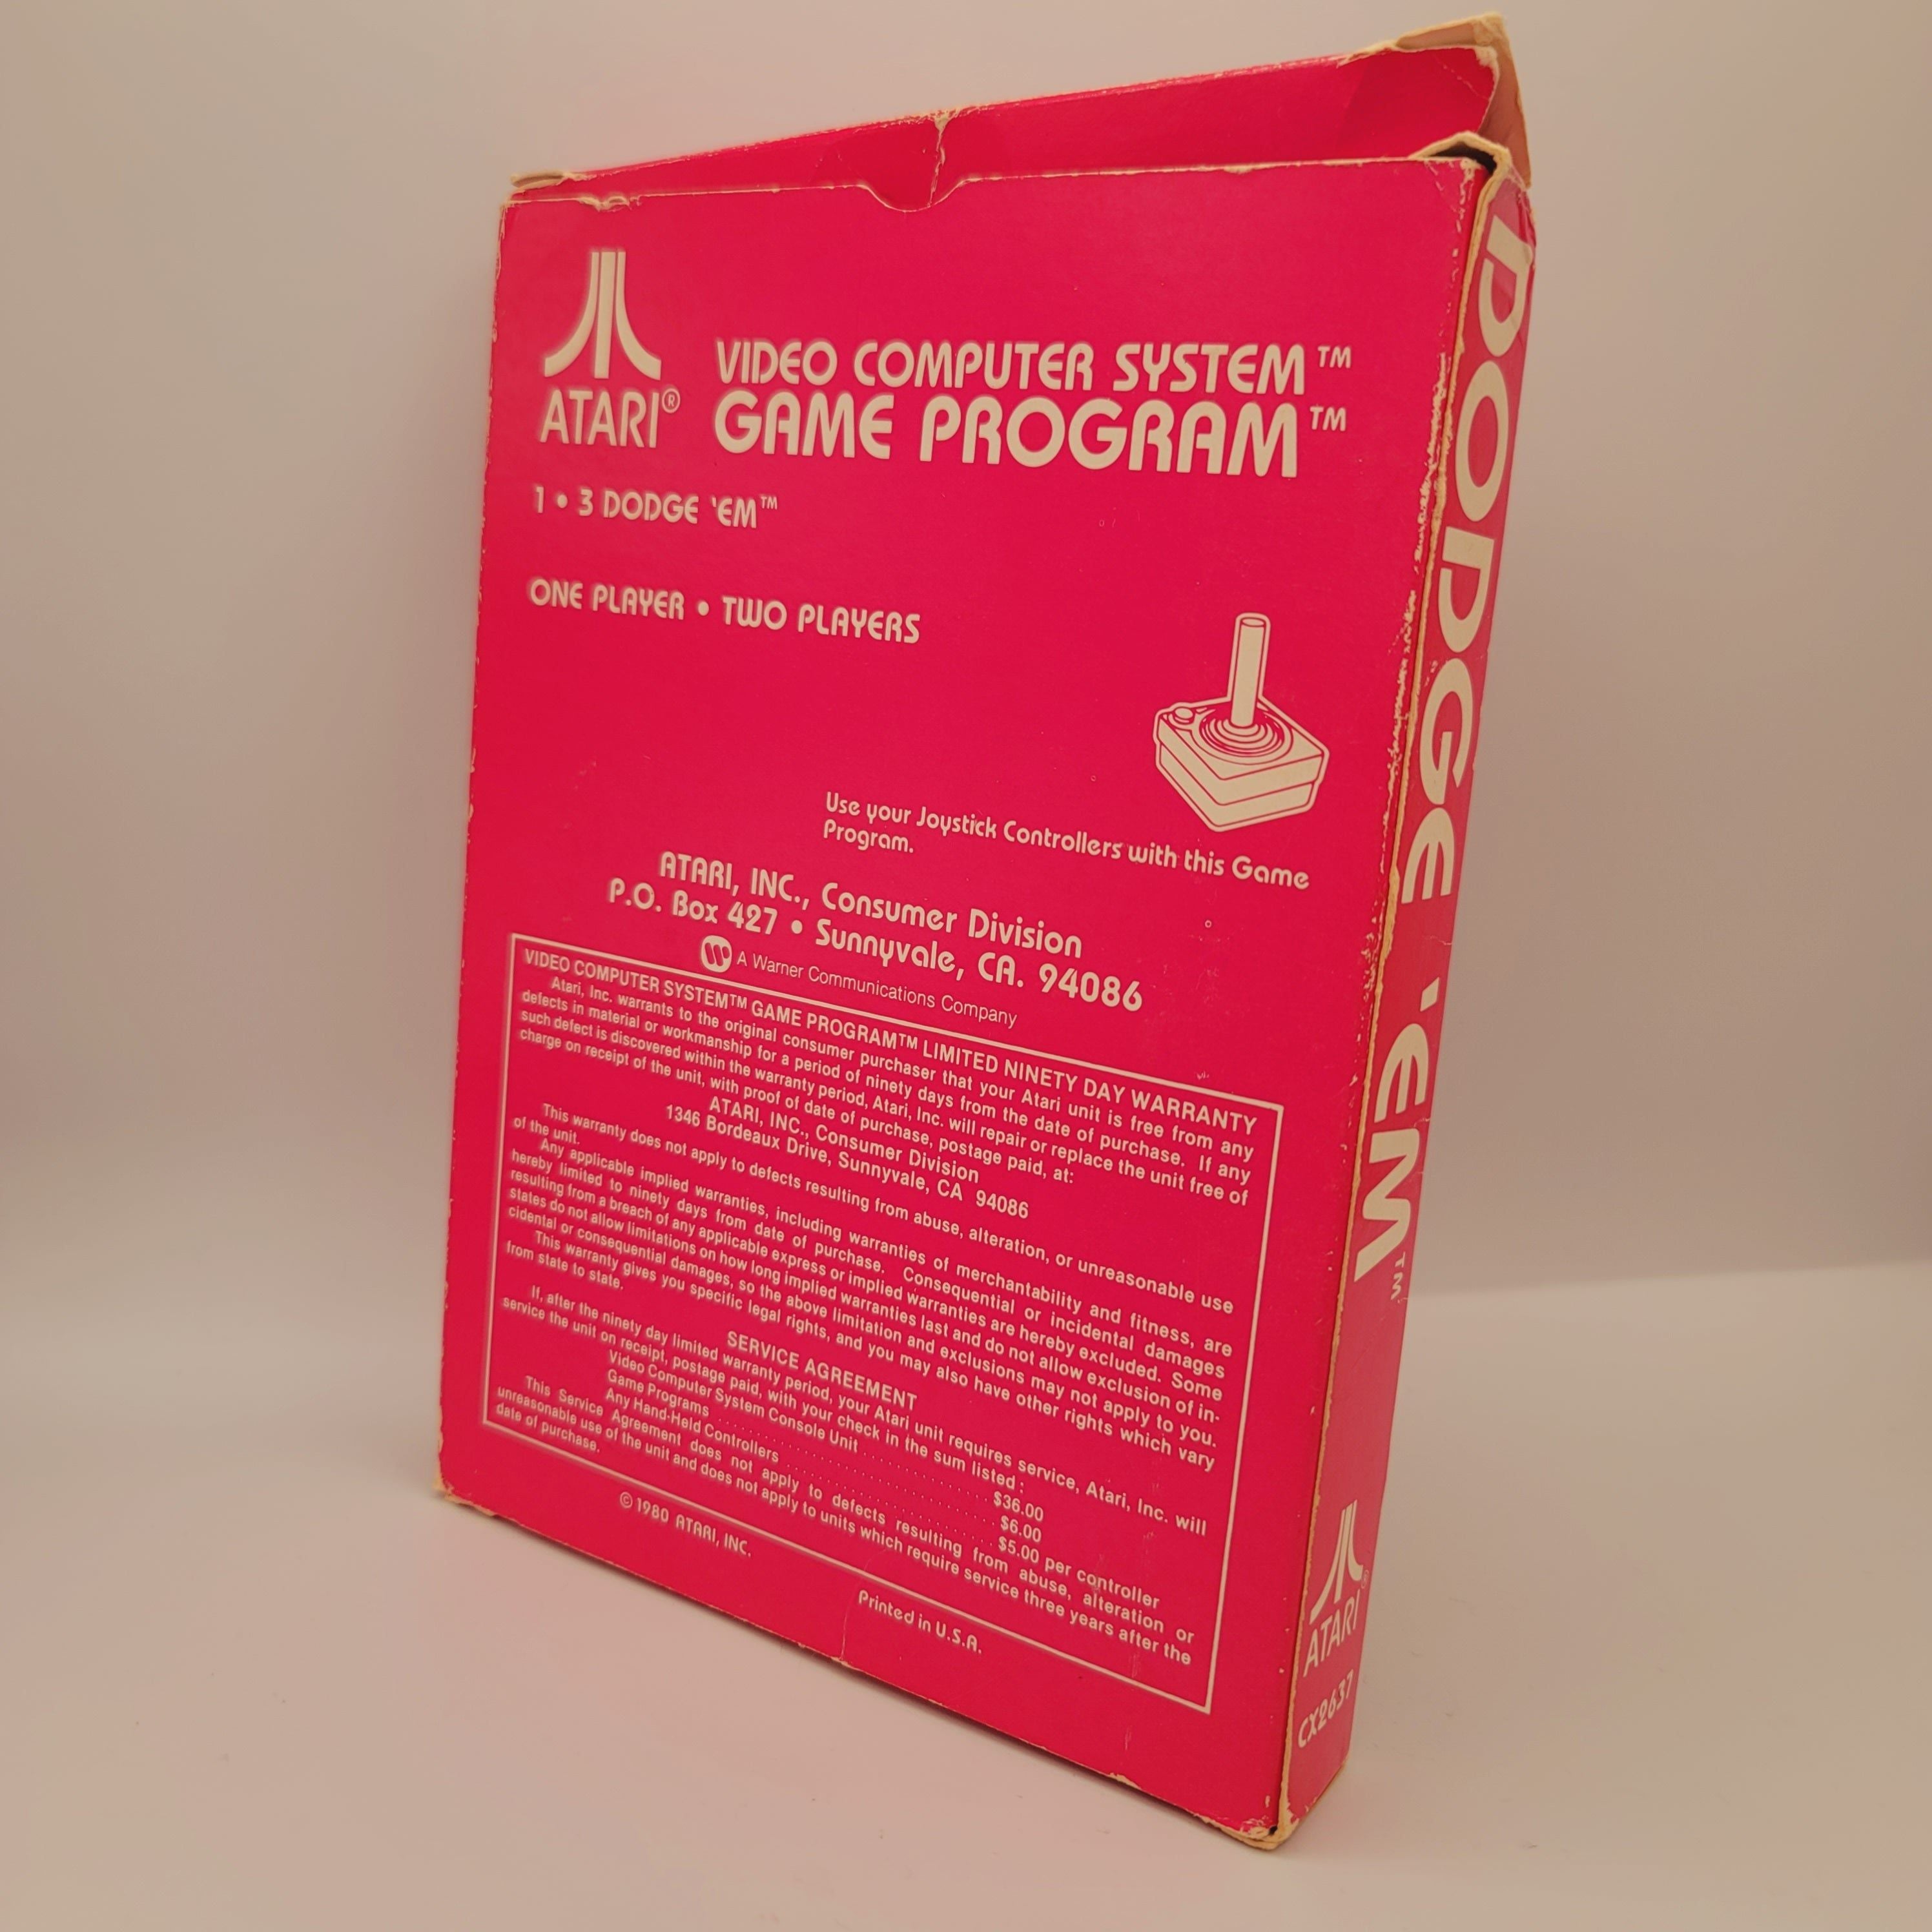 ATARI®
VIDEO COMPUTER SYSTEM™
GAME PROGRAM™
1 • 3 DODGE 'EM™
ONE PLAYER • TWO PLAYERS
Use your Joystick Controllers with this Game
Program.
ATARI, INC., Consumer Division
P.O. Box 427 • Sunnyvale, CA. 94086
A Warner Communications Company
VIDEO COMPUTER SYSTEM™ GAME PROGRAM™ LIMITED NINETY DAY WARRANTY
Atari, Inc. warrants to the original consumer purchaser that your Atari unit is free from any
defects in material or workmanship for a period of ninety days from the date of purchase. If any
such defect is discovered within the warranty period, Atari, Inc. will repair or replace the unit free of
charge on receipt of the unit, with proof of date of purchase, postage paid, at:
ATARI, INC., Consumer Division
1346 Bordeaux Drive, Sunnyvale, CA 94086
This warranty does not apply to defects resulting from abuse, alteration, or unreasonable use
of the unit.
Any applicable implied warranties, including warranties of merchantability and fitness, are
hereby limited to ninety days from date of purchase. Consequential or incidental damages
resulting from a breach of any applicable express or implied warranties are hereby excluded. Some
states do not allow limitations on how long implied warranties last and do not allow exclusion of in-
cidental or consequential damages, so the above limitation and exclusions may not apply to you.
This warranty gives you specific legal rights, and you may also have other rights which vary
from state to state.
SERVICE AGREEMENT
If, after the ninety day limited warranty period, your Atari unit requires service, Atari, Inc. will
service the unit on receipt, postage paid, with your check in the sum listed:
Video Computer System Console Unit . . . . . . . . . . $36.00
Game Programs . . . . . . . . . . . . . . . . . . . . $6.00
Any Hand-Held Controllers . . . . . . . . . . . . . . $5.00 per controller
This Service Agreement does not apply to defects resulting from abuse, alteration or
unreasonable use of the unit and does not apply to units which require service three years after the
date of purchase.
© 1980 ATARI, INC.
Printed in U.S.A.
DODGE 'EM™
ATARI®
CX2637